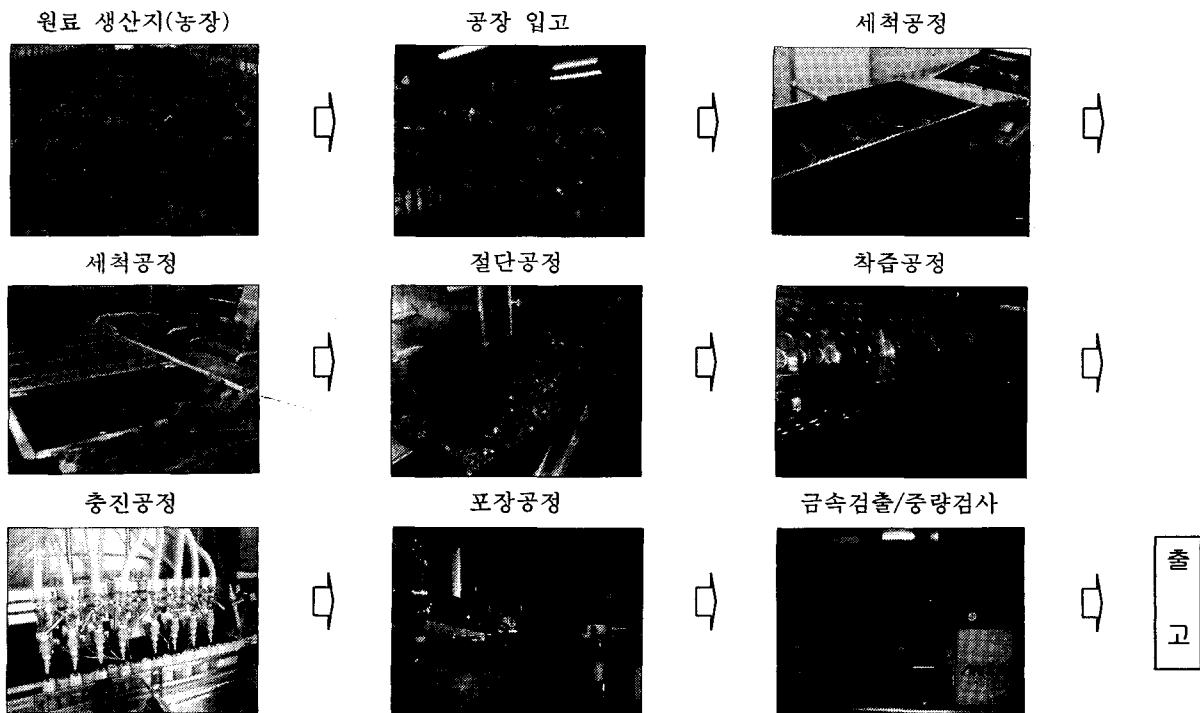 원료 생산지(농장)
공장 입고
세척공정
세척공정
절단공정
착즙공정
충진공정
포장공정
금속검출/중량검사
출고